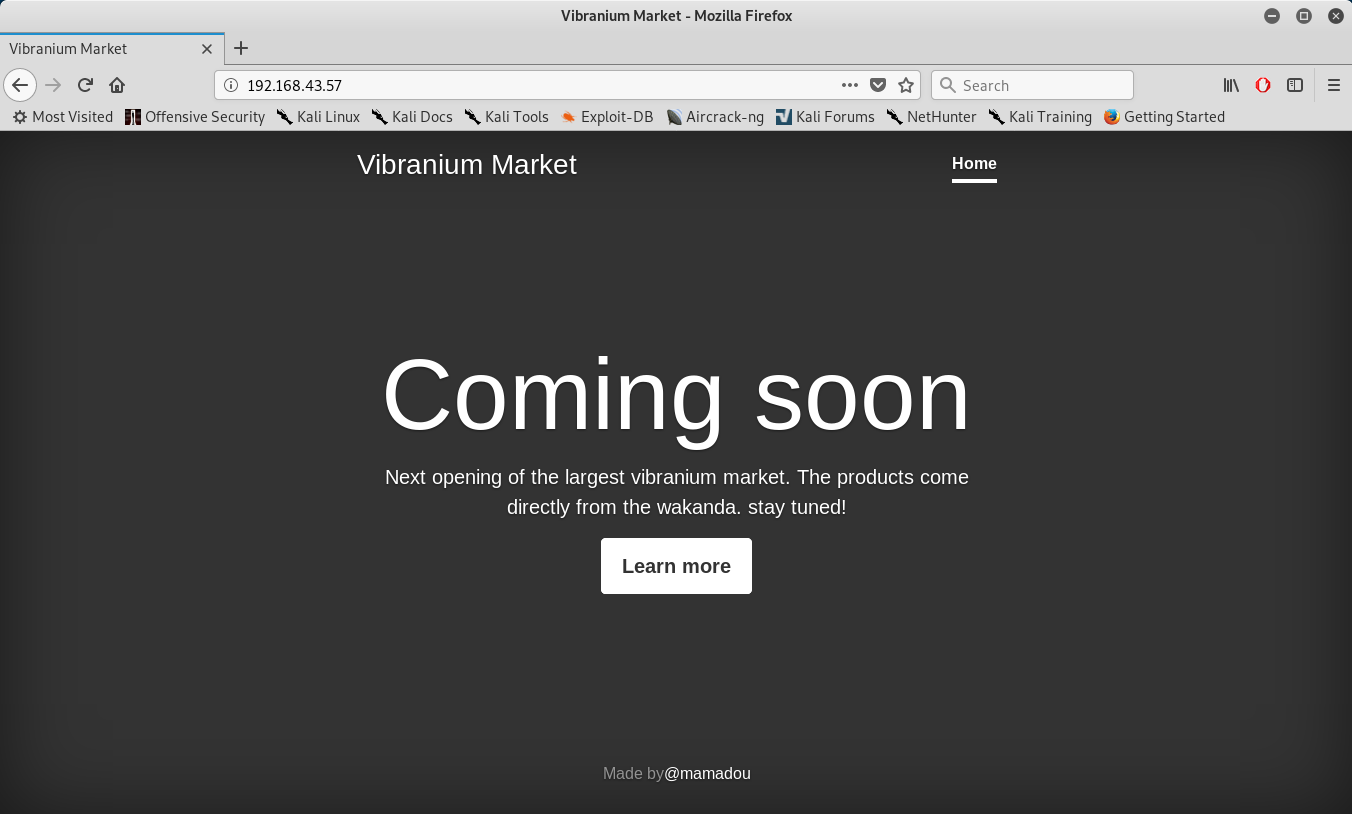 Vibranium Market - Mozilla Firefox
Vibranium Market
192.168.43.57
Search
Most Visited Offensive Security Kali Linux Kali Docs Kali Tools Exploit-DB Aircrack-ng Kali Forums NetHunter Kali Training Getting Started
Vibranium Market
Home
Coming soon
Next opening of the largest vibranium market. The products come
directly from the wakanda. stay tuned!
Learn more
Made by@mamadou